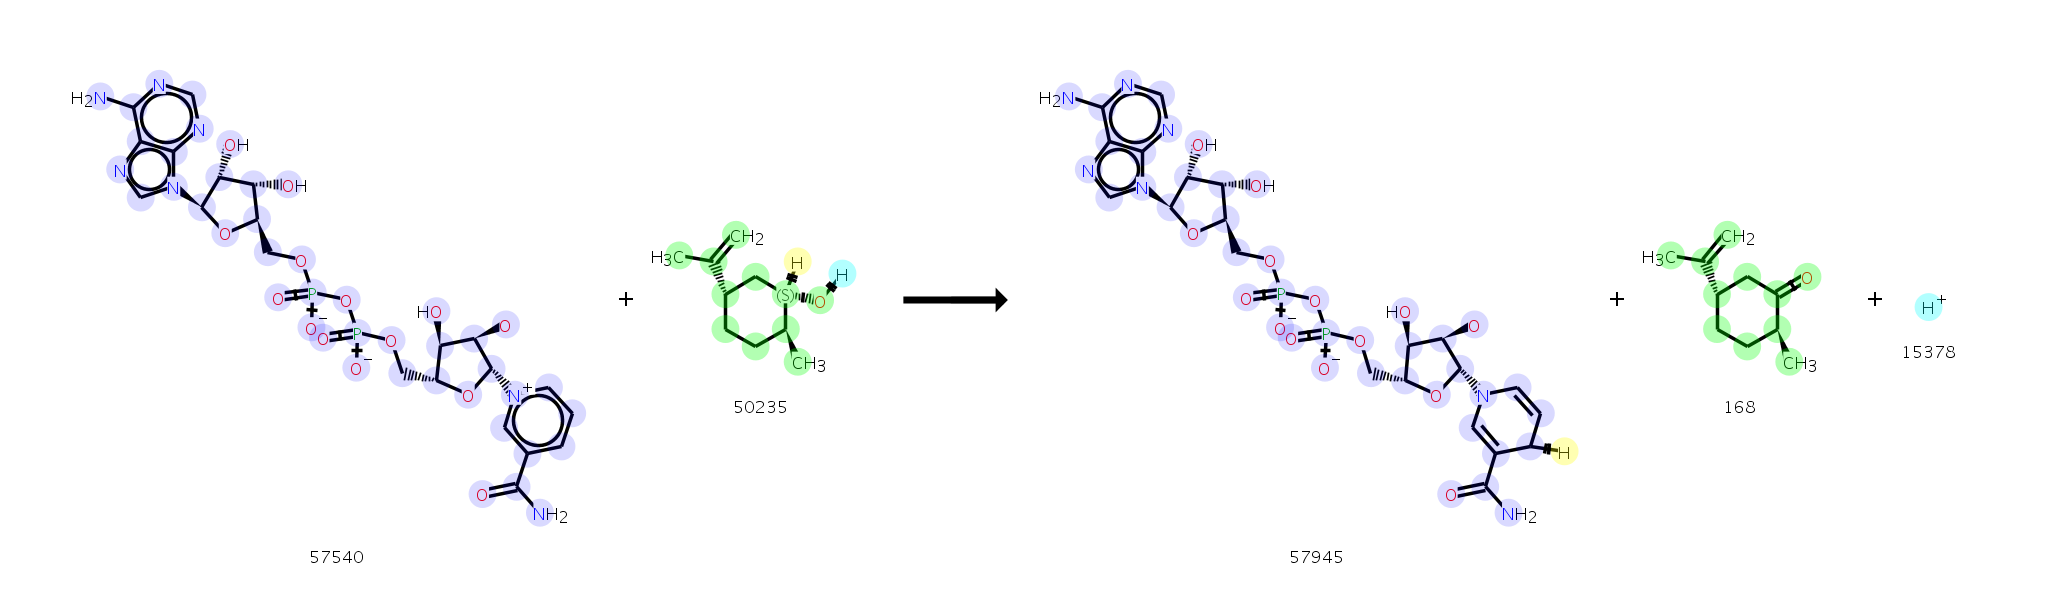 H2N N N N N
OH OH O O O P O O− O P O O− O
HO O O N+ O NH2
57540
+
H3C CH2 H H (S) O CH3
50235
H2N N N N N
OH OH O O O P O O− O P O O− O
HO O O N H O NH2
57945
+
H3C CH2 O CH3
168
+
H+
15378